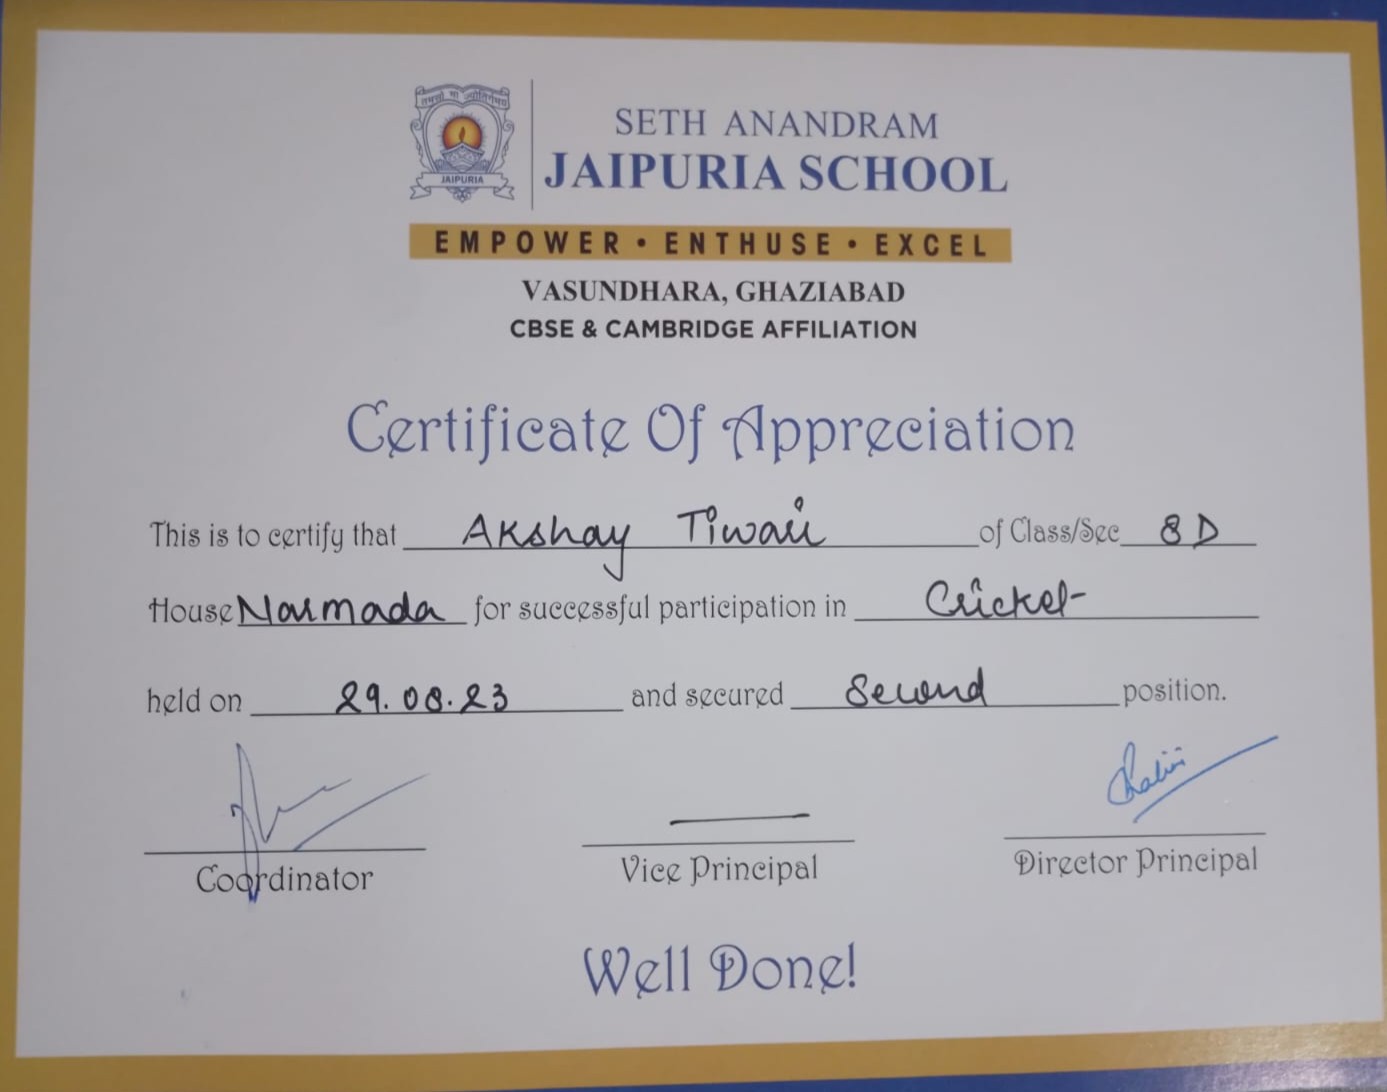 तमसो मा ज्योतिर्गमय
JAIPURIA
SETH ANANDRAM
JAIPURIA SCHOOL
EMPOWER • ENTHUSE • EXCEL
VASUNDHARA, GHAZIABAD
CBSE & CAMBRIDGE AFFILIATION
Certificate Of Appreciation
This is to certify that Akshay Tiwari of Class/Sec 8 D
House Narmada for successful participation in Cricket
held on 29.08.23 and secured Second position.
Coordinator
Vice Principal
Director Principal
Well Done!